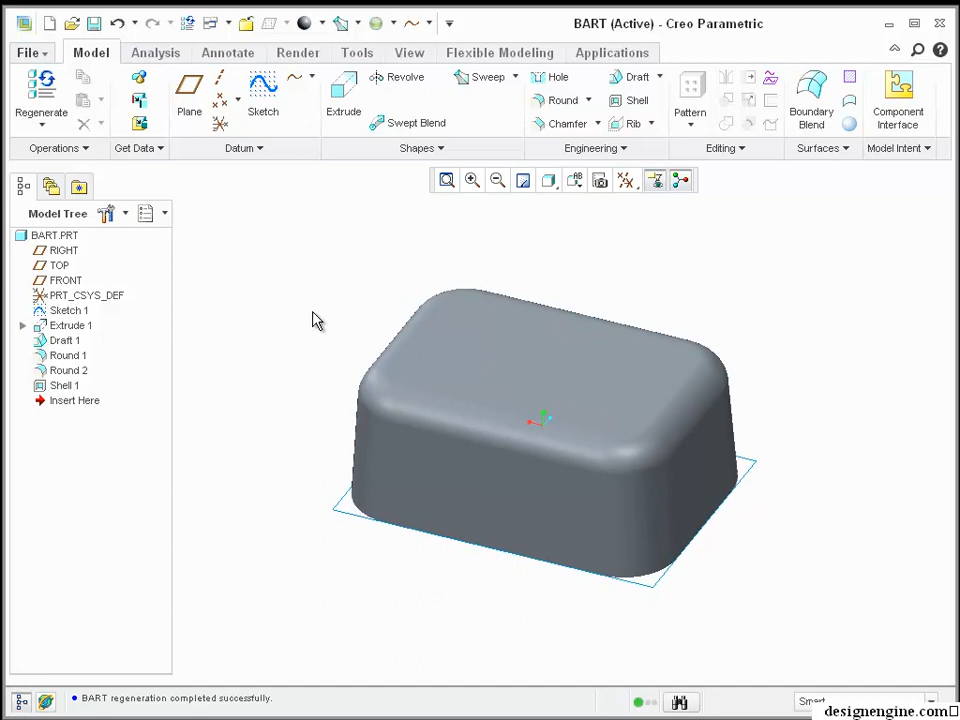 BART (Active) - Creo Parametric
File Model Analysis Annotate Render Tools View Flexible Modeling Applications
Regenerate
Plane
Sketch
Extrude
Revolve
Sweep
Swept Blend
Hole
Draft
Round
Shell
Chamfer
Rib
Pattern
Boundary
Blend
Component
Interface
Operations Get Data Datum Shapes Engineering Editing Surfaces Model Intent
Model Tree
BART.PRT
RIGHT
TOP
FRONT
PRT_CSYS_DEF
Sketch 1
Extrude 1
Draft 1
Round 1
Round 2
Shell 1
Insert Here
BART regeneration completed successfully.
Smart
designengine.com